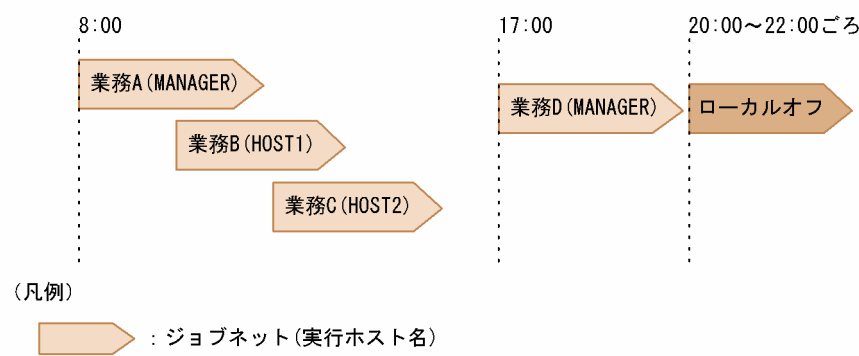 8:00
17:00
20:00～22:00ごろ
業務A(MANAGER)
業務D(MANAGER)
ローカルオフ
業務B(HOST1)
業務C(HOST2)
(凡例)
：ジョブネット(実行ホスト名)